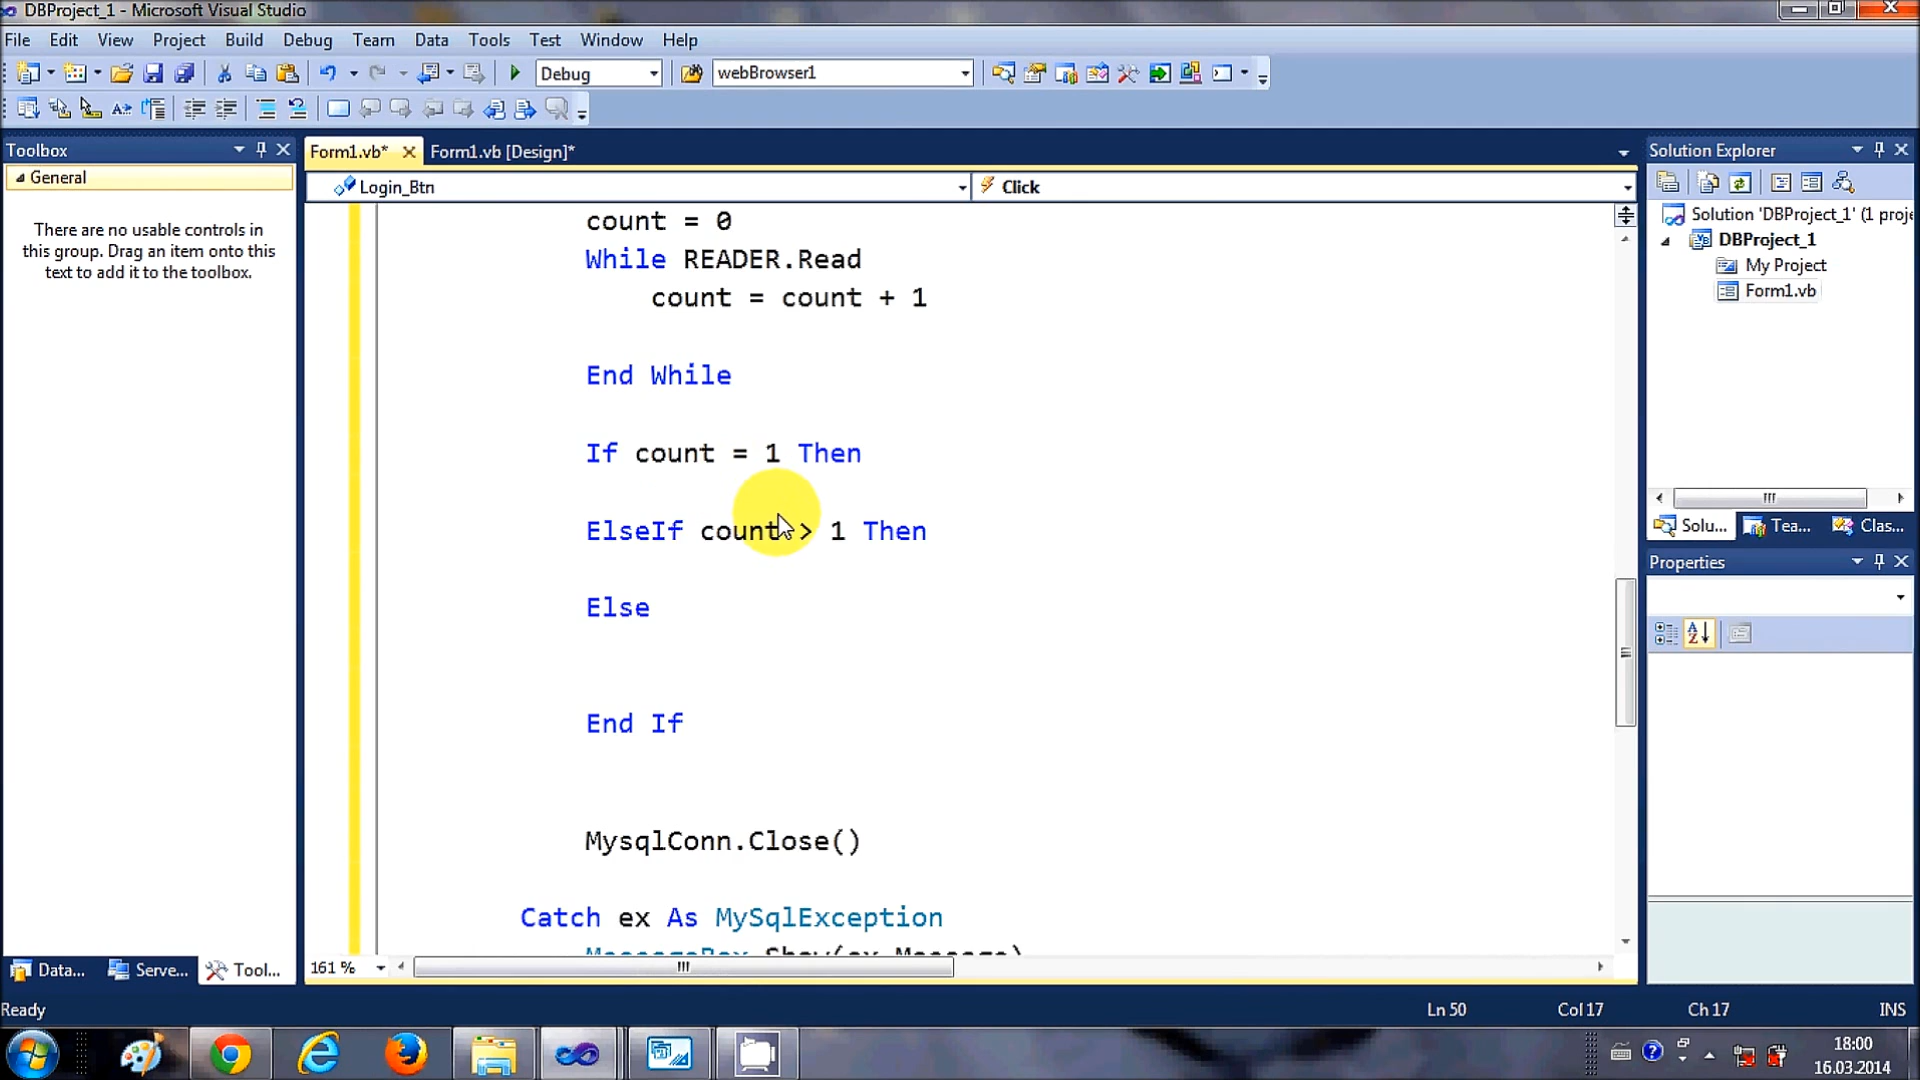 DBProject_1 - Microsoft Visual Studio
File Edit View Project Build Debug Team Data Tools Test Window Help
Debug webBrowser1
Toolbox
General
There are no usable controls in
this group. Drag an item onto this
text to add it to the toolbox.
Form1.vb* Form1.vb [Design]*
Login_Btn Click
count = 0
While READER.Read
count = count + 1
End While
If count = 1 Then
ElseIf count > 1 Then
Else
End If
MysqlConn.Close()
Catch ex As MySqlException
MessageBox.Show(ex.Message)
161 %
Solution Explorer
Solution 'DBProject_1' (1 proje
DBProject_1
My Project
Form1.vb
Solu... Tea... Clas...
Properties
Data... Serve... Tool...
Ready Ln 50 Col 17 Ch 17 INS
18:00
16.03.2014